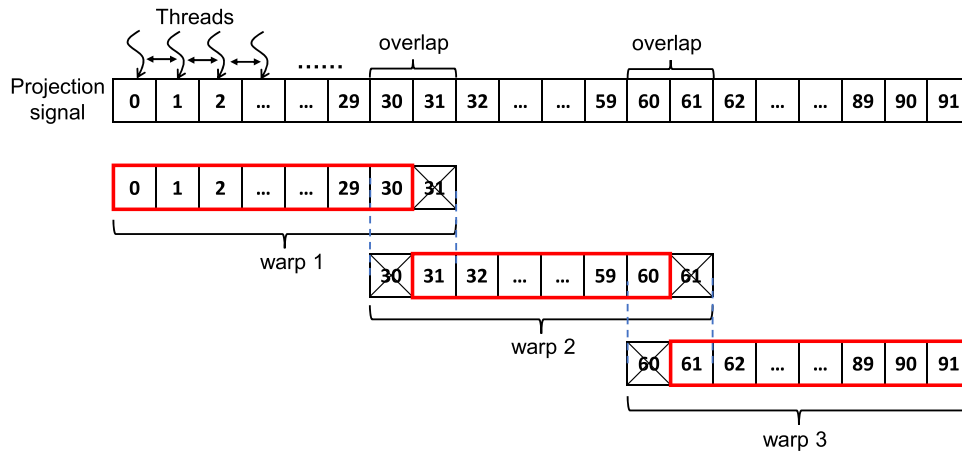 Threads
...... overlap overlap
Projection signal
0 1 2 ... ... 29 30 31 32 ... ... 59 60 61 62 ... ... 89 90 91
0 1 2 ... ... 29 30 31
warp 1
30 31 32 ... ... 59 60 61
warp 2
60 61 62 ... ... 89 90 91
warp 3